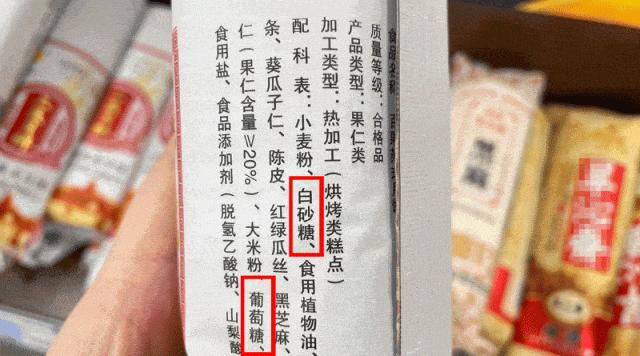 食品名称：
质量等级：合格品
产品类型：果仁类
加工类型：热加工（烘烤类糕点）
配料表：小麦粉、白砂糖、食用植物油、
条、葵瓜子仁、陈皮、红绿瓜丝、黑芝麻、
仁（果仁含量≥20%）、大米粉、葡萄糖、
食用盐、食品添加剂（脱氢乙酸钠、山梨酸